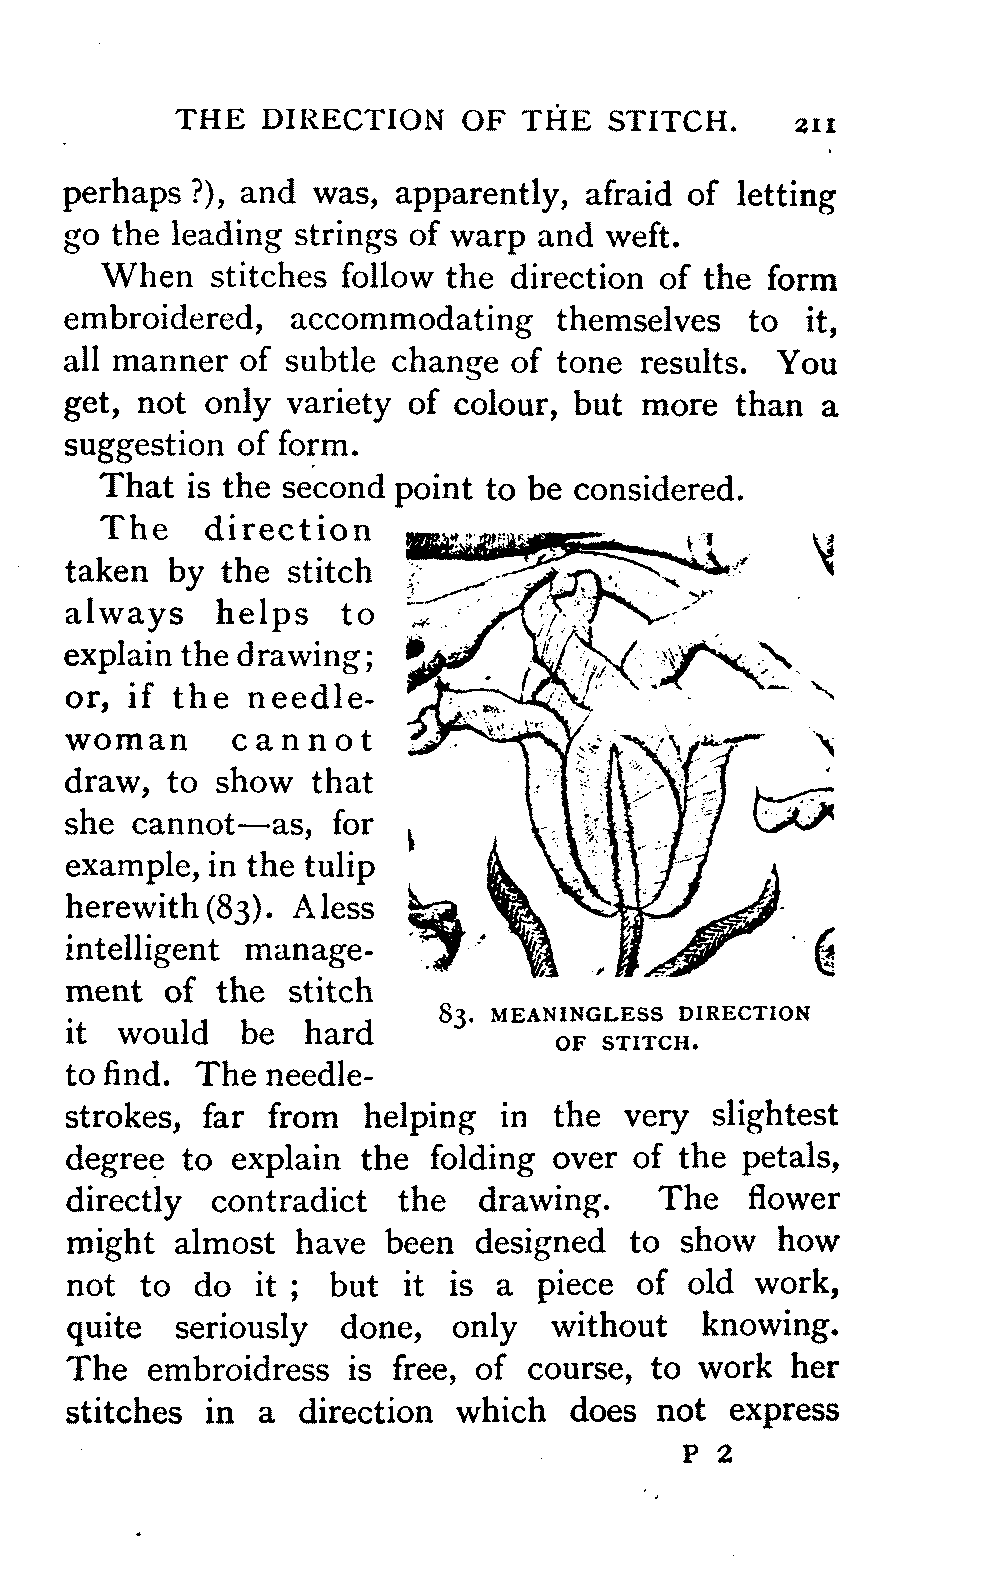 THE DIRECTION OF THE STITCH. 211
perhaps ?), and was, apparently, afraid of letting
go the leading strings of warp and weft.
When stitches follow the direction of the form
embroidered, accommodating themselves to it,
all manner of subtle change of tone results. You
get, not only variety of colour, but more than a
suggestion of form.
That is the second point to be considered.
The direction
taken by the stitch
always helps to
explain the drawing;
or, if the needle-
woman cannot
draw, to show that
she cannot—as, for
example, in the tulip
herewith (83). A less
intelligent manage-
ment of the stitch
it would be hard
to find. The needle-
83. MEANINGLESS DIRECTION
OF STITCH.
strokes, far from helping in the very slightest
degree to explain the folding over of the petals,
directly contradict the drawing. The flower
might almost have been designed to show how
not to do it ; but it is a piece of old work,
quite seriously done, only without knowing.
The embroidress is free, of course, to work her
stitches in a direction which does not express
P 2